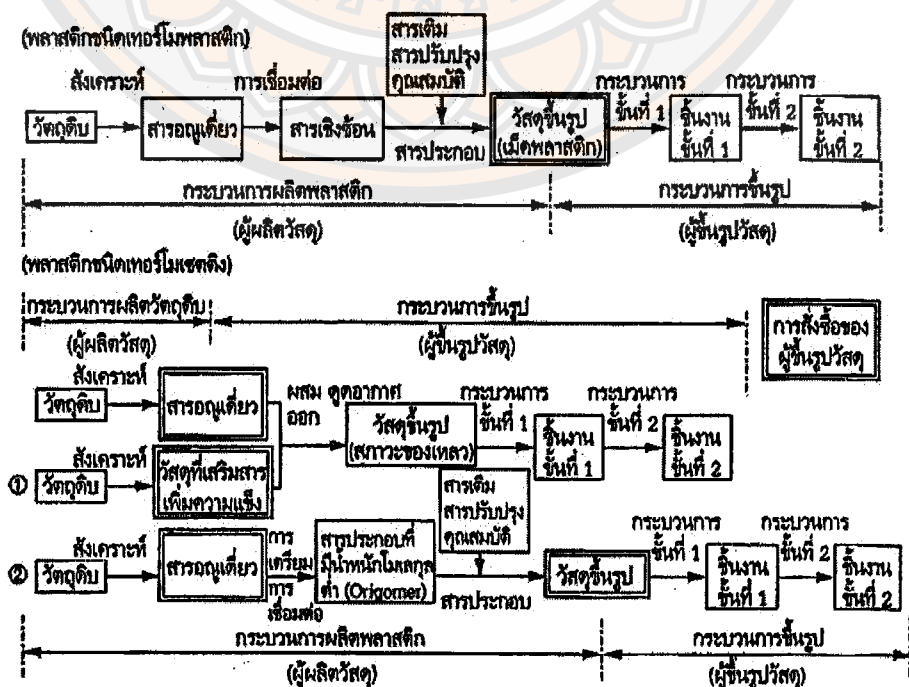 (พลาสติกชนิดเทอร์โมพลาสติก)
สารเติม
สารปรับปรุง
คุณสมบัติ
สังเคราะห์
การเชื่อมต่อ
กระบวนการ
ขั้นที่ 1
กระบวนการ
ขั้นที่ 2
วัตถุดิบ
สารอณูเดี่ยว
สารเชิงซ้อน
สารประกอบ
วัสดุขึ้นรูป
(เม็ดพลาสติก)
ชิ้นงาน
ขั้นที่ 1
ชิ้นงาน
ขั้นที่ 2
กระบวนการผลิตพลาสติก
(ผู้ผลิตวัสดุ)
กระบวนการขึ้นรูป
(ผู้ขึ้นรูปวัสดุ)
(พลาสติกชนิดเทอร์โมเซตติง)
กระบวนการผลิตวัตถุดิบ
(ผู้ผลิตวัสดุ)
กระบวนการขึ้นรูป
(ผู้ขึ้นรูปวัสดุ)
การสั่งซื้อของ
ผู้ขึ้นรูปวัสดุ
สังเคราะห์
วัตถุดิบ
สารอณูเดี่ยว
ผสม ดูดอากาศ
ออก
วัสดุขึ้นรูป
(สภาวะของเหลว)
กระบวนการ
ขั้นที่ 1
ชิ้นงาน
ขั้นที่ 1
กระบวนการ
ขั้นที่ 2
ชิ้นงาน
ขั้นที่ 2
① วัตถุดิบ
สังเคราะห์
วัสดุที่เสริมสาร
เพิ่มความแข็ง
สารเติม
สารปรับปรุง
คุณสมบัติ
② วัตถุดิบ
สังเคราะห์
สารอณูเดี่ยว
การ
เตรียม
การ
เชื่อมต่อ
สารประกอบที่
มีน้ำหนักโมเลกุล
ต่ำ (Origomer)
สารประกอบ
วัสดุขึ้นรูป
กระบวนการ
ขั้นที่ 1
ชิ้นงาน
ขั้นที่ 1
กระบวนการ
ขั้นที่ 2
ชิ้นงาน
ขั้นที่ 2
กระบวนการผลิตพลาสติก
(ผู้ผลิตวัสดุ)
กระบวนการขึ้นรูป
(ผู้ขึ้นรูปวัสดุ)